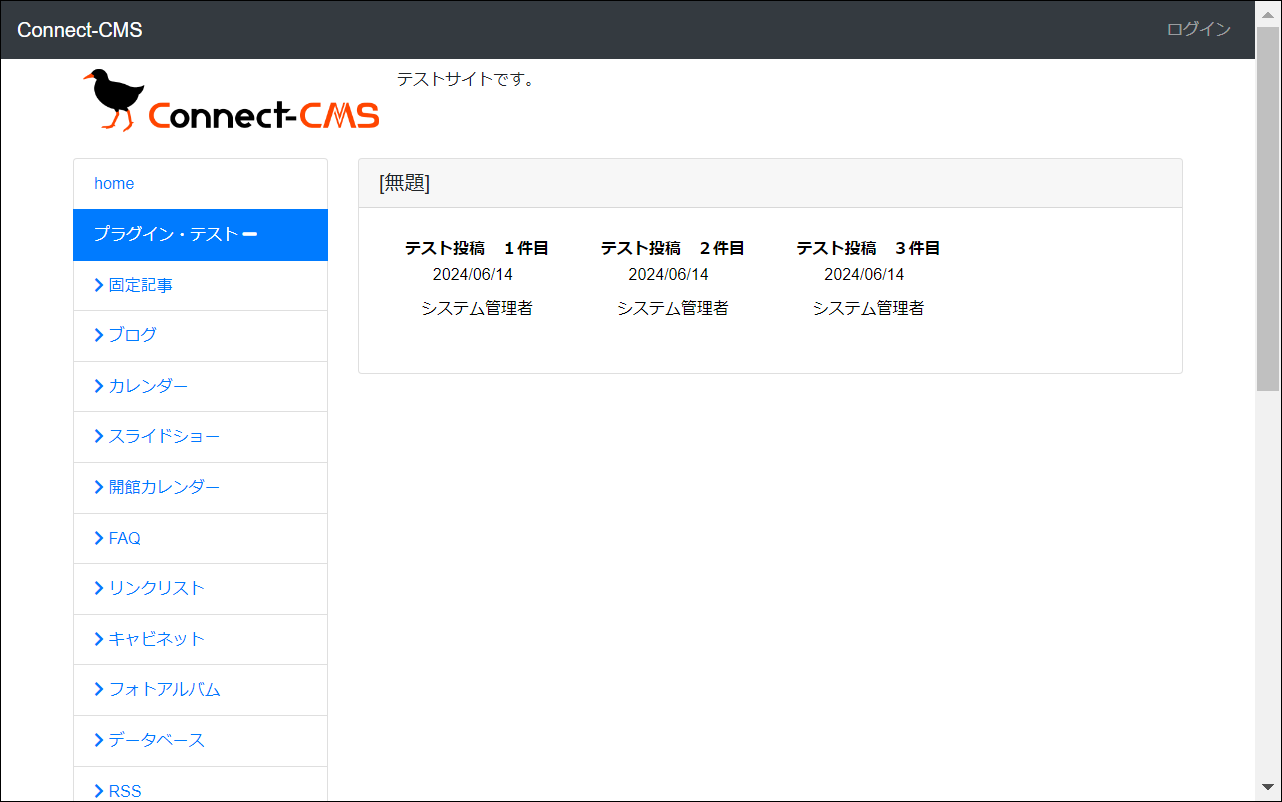 Connect-CMS
ログイン
Connect-CMS
テストサイトです。
home
プラグイン・テスト
固定記事
ブログ
カレンダー
スライドショー
開館カレンダー
FAQ
リンクリスト
キャビネット
フォトアルバム
データベース
RSS
[無題]
テスト投稿　１件目
2024/06/14
システム管理者
テスト投稿　２件目
2024/06/14
システム管理者
テスト投稿　３件目
2024/06/14
システム管理者